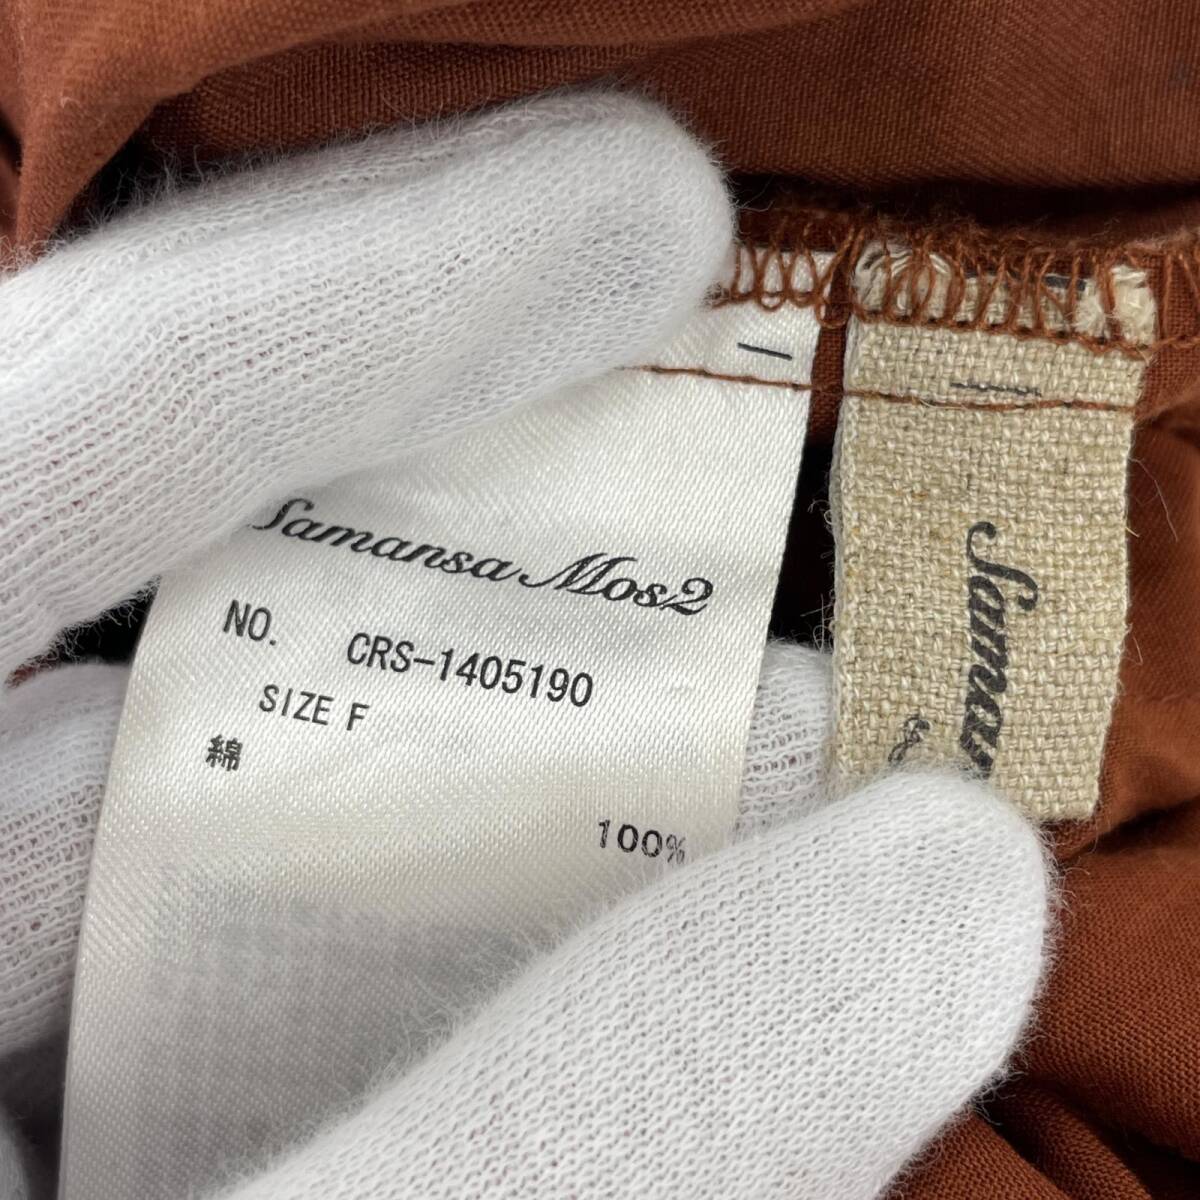 Samansa Mos2
NO. CRS-1405190
SIZE F
綿
100%